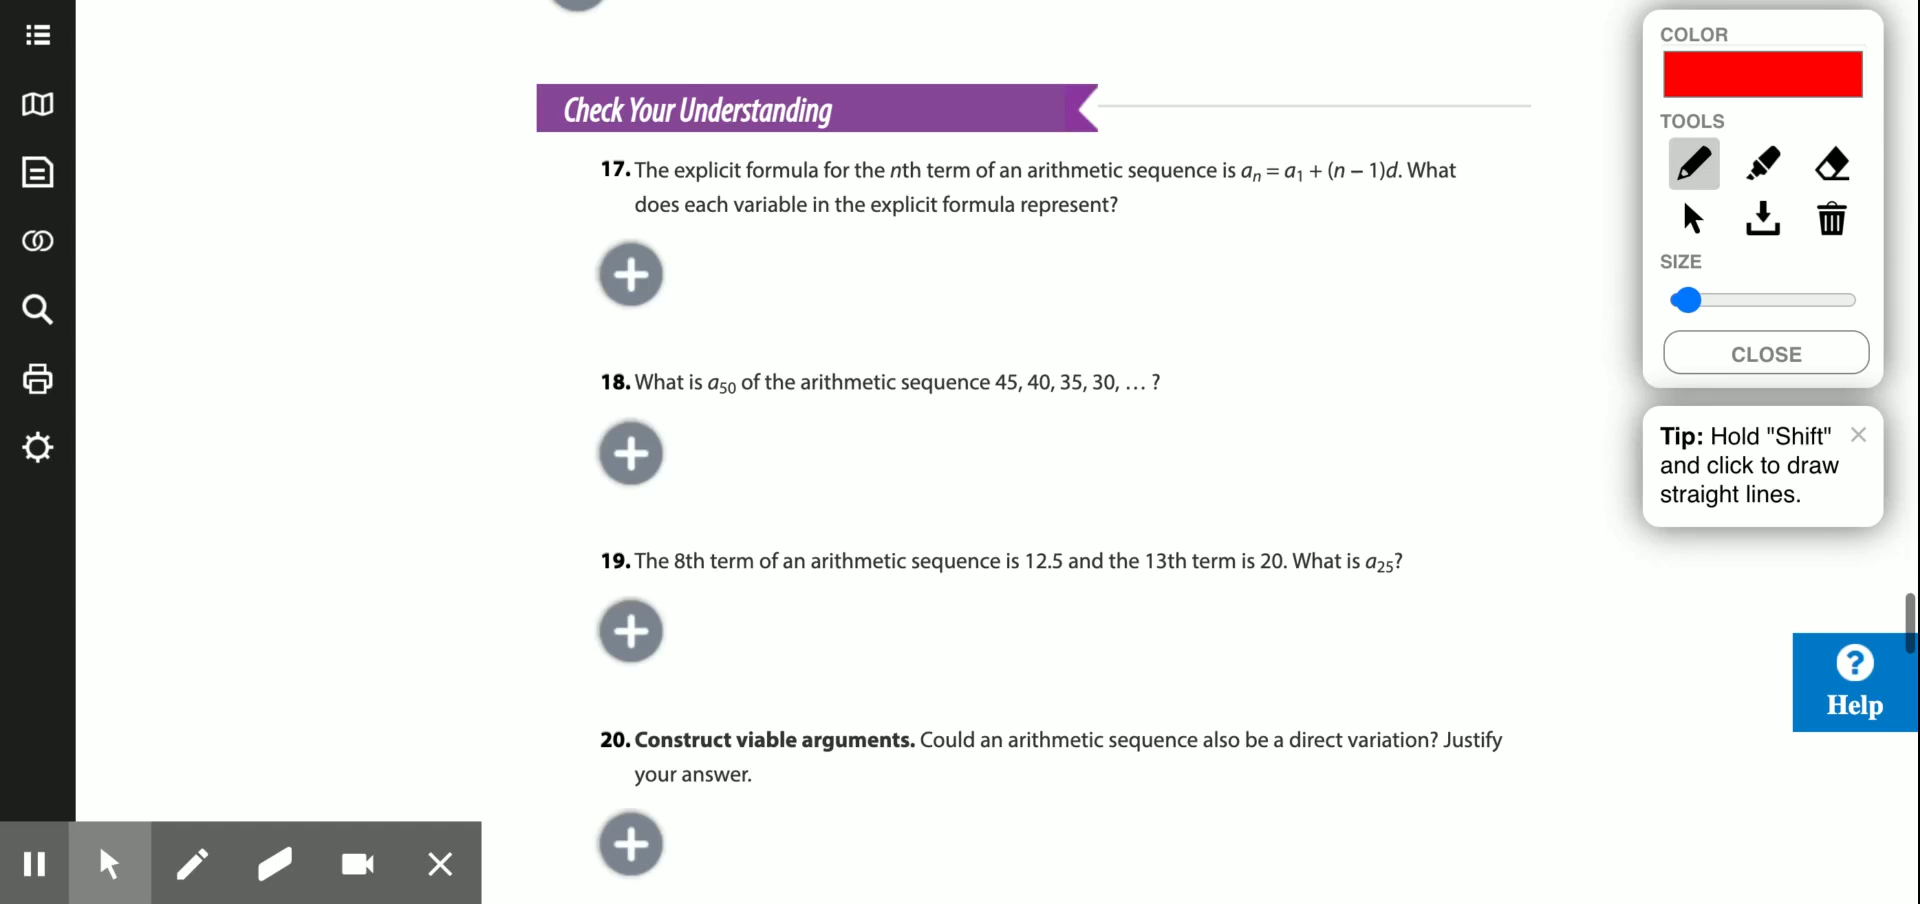 Check Your Understanding
17. The explicit formula for the nth term of an arithmetic sequence is aₙ = a₁ + (n − 1)d. What
does each variable in the explicit formula represent?
18. What is a₅₀ of the arithmetic sequence 45, 40, 35, 30, … ?
19. The 8th term of an arithmetic sequence is 12.5 and the 13th term is 20. What is a₂₅?
20. Construct viable arguments. Could an arithmetic sequence also be a direct variation? Justify
your answer.
COLOR
TOOLS
SIZE
CLOSE
Tip: Hold "Shift"
and click to draw
straight lines.
?
Help